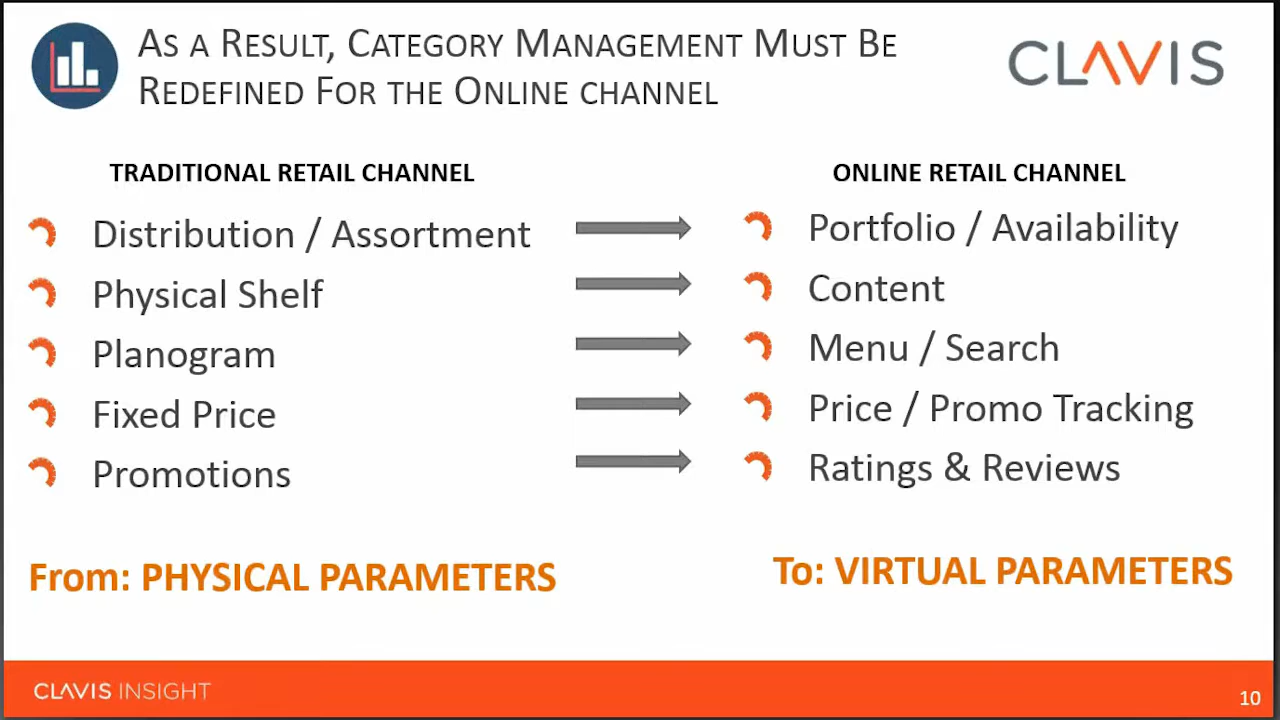 As a Result, Category Management Must Be
Redefined For the Online channel
CLAVIS
TRADITIONAL RETAIL CHANNEL
Distribution / Assortment
Physical Shelf
Planogram
Fixed Price
Promotions
From: PHYSICAL PARAMETERS
ONLINE RETAIL CHANNEL
Portfolio / Availability
Content
Menu / Search
Price / Promo Tracking
Ratings & Reviews
To: VIRTUAL PARAMETERS
CLAVIS INSIGHT
10